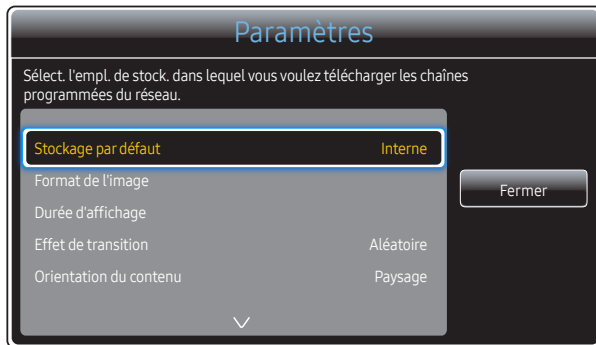 Paramètres
Sélect. l'empl. de stock. dans lequel vous voulez télécharger les chaînes
programmées du réseau.
Stockage par défaut Interne
Format de l'image
Fermer
Durée d'affichage
Effet de transition Aléatoire
Orientation du contenu Paysage